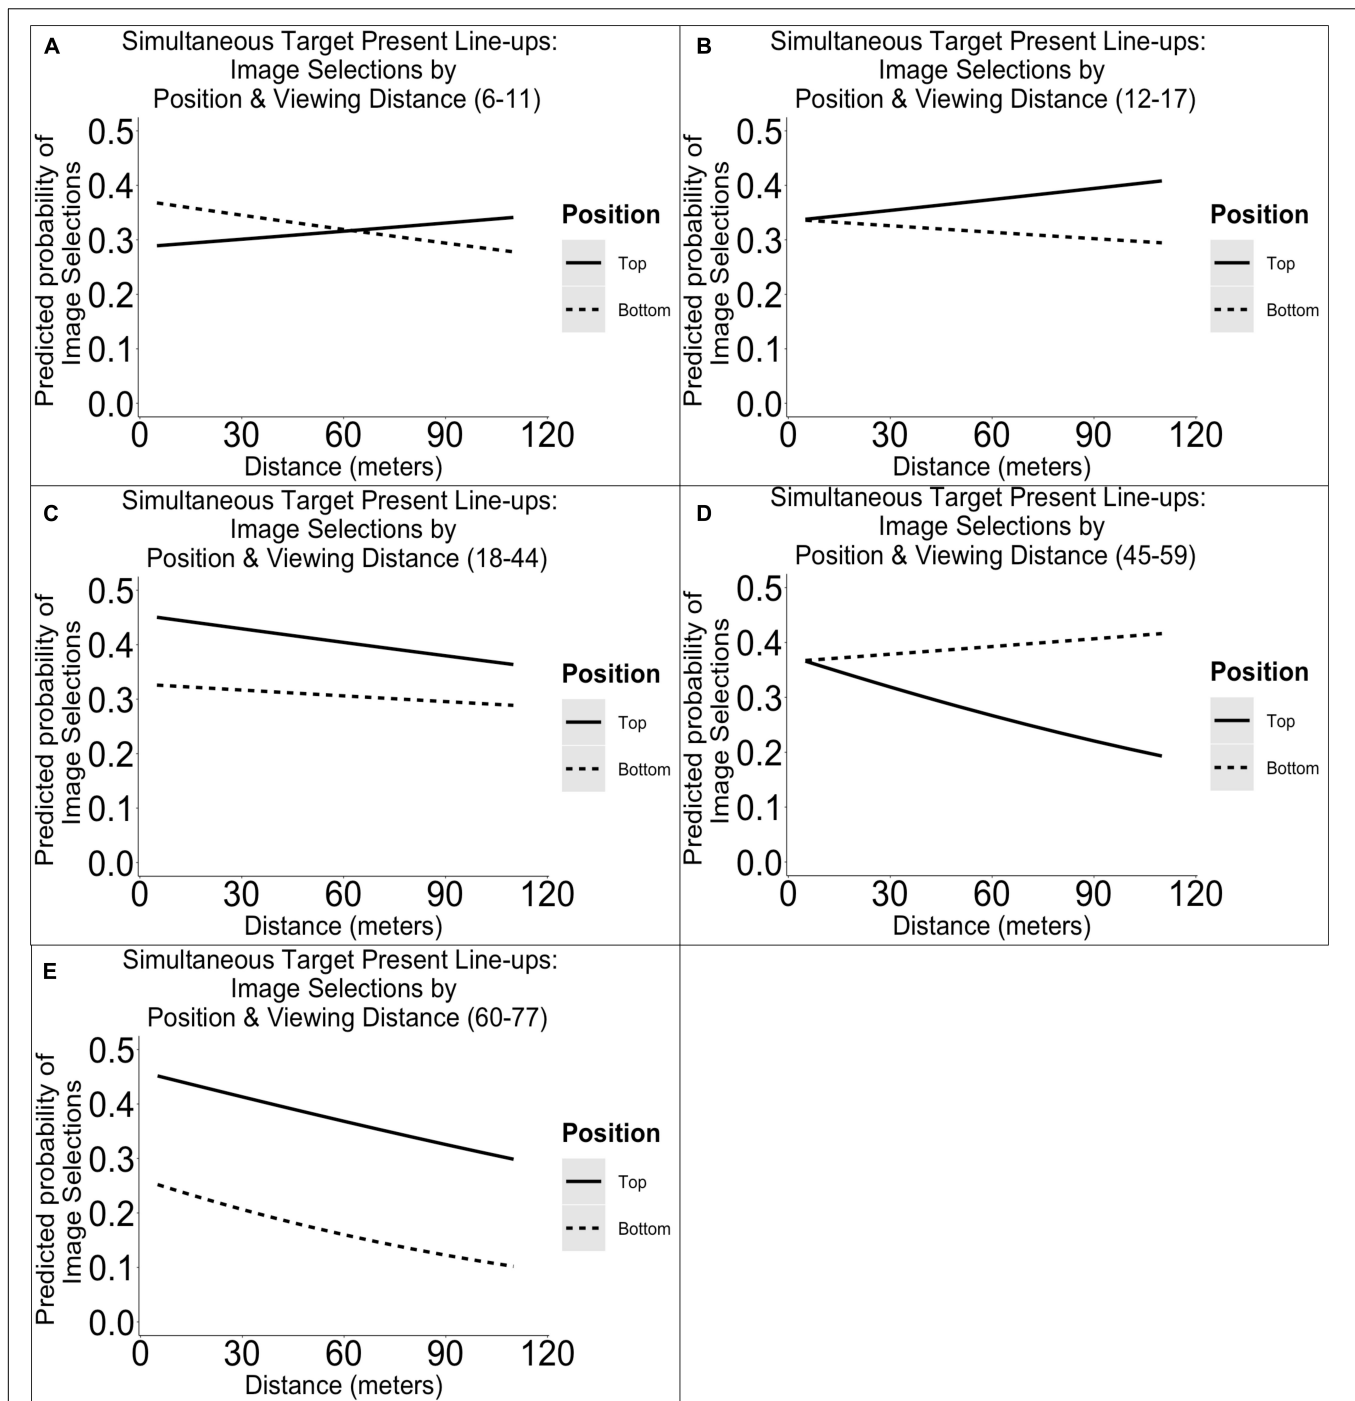 A
Simultaneous Target Present Line-ups:
Image Selections by
Position & Viewing Distance (6-11)
Predicted probability of
Image Selections
0.5
0.4
0.3
0.2
0.1
0.0
0 30 60 90 120
Distance (meters)
Position
Top
Bottom
B
Simultaneous Target Present Line-ups:
Image Selections by
Position & Viewing Distance (12-17)
Predicted probability of
Image Selections
0.5
0.4
0.3
0.2
0.1
0.0
0 30 60 90 120
Distance (meters)
Position
Top
Bottom
C
Simultaneous Target Present Line-ups:
Image Selections by
Position & Viewing Distance (18-44)
Predicted probability of
Image Selections
0.5
0.4
0.3
0.2
0.1
0.0
0 30 60 90 120
Distance (meters)
Position
Top
Bottom
D
Simultaneous Target Present Line-ups:
Image Selections by
Position & Viewing Distance (45-59)
Predicted probability of
Image Selections
0.5
0.4
0.3
0.2
0.1
0.0
0 30 60 90 120
Distance (meters)
Position
Top
Bottom
E
Simultaneous Target Present Line-ups:
Image Selections by
Position & Viewing Distance (60-77)
Predicted probability of
Image Selections
0.5
0.4
0.3
0.2
0.1
0.0
0 30 60 90 120
Distance (meters)
Position
Top
Bottom